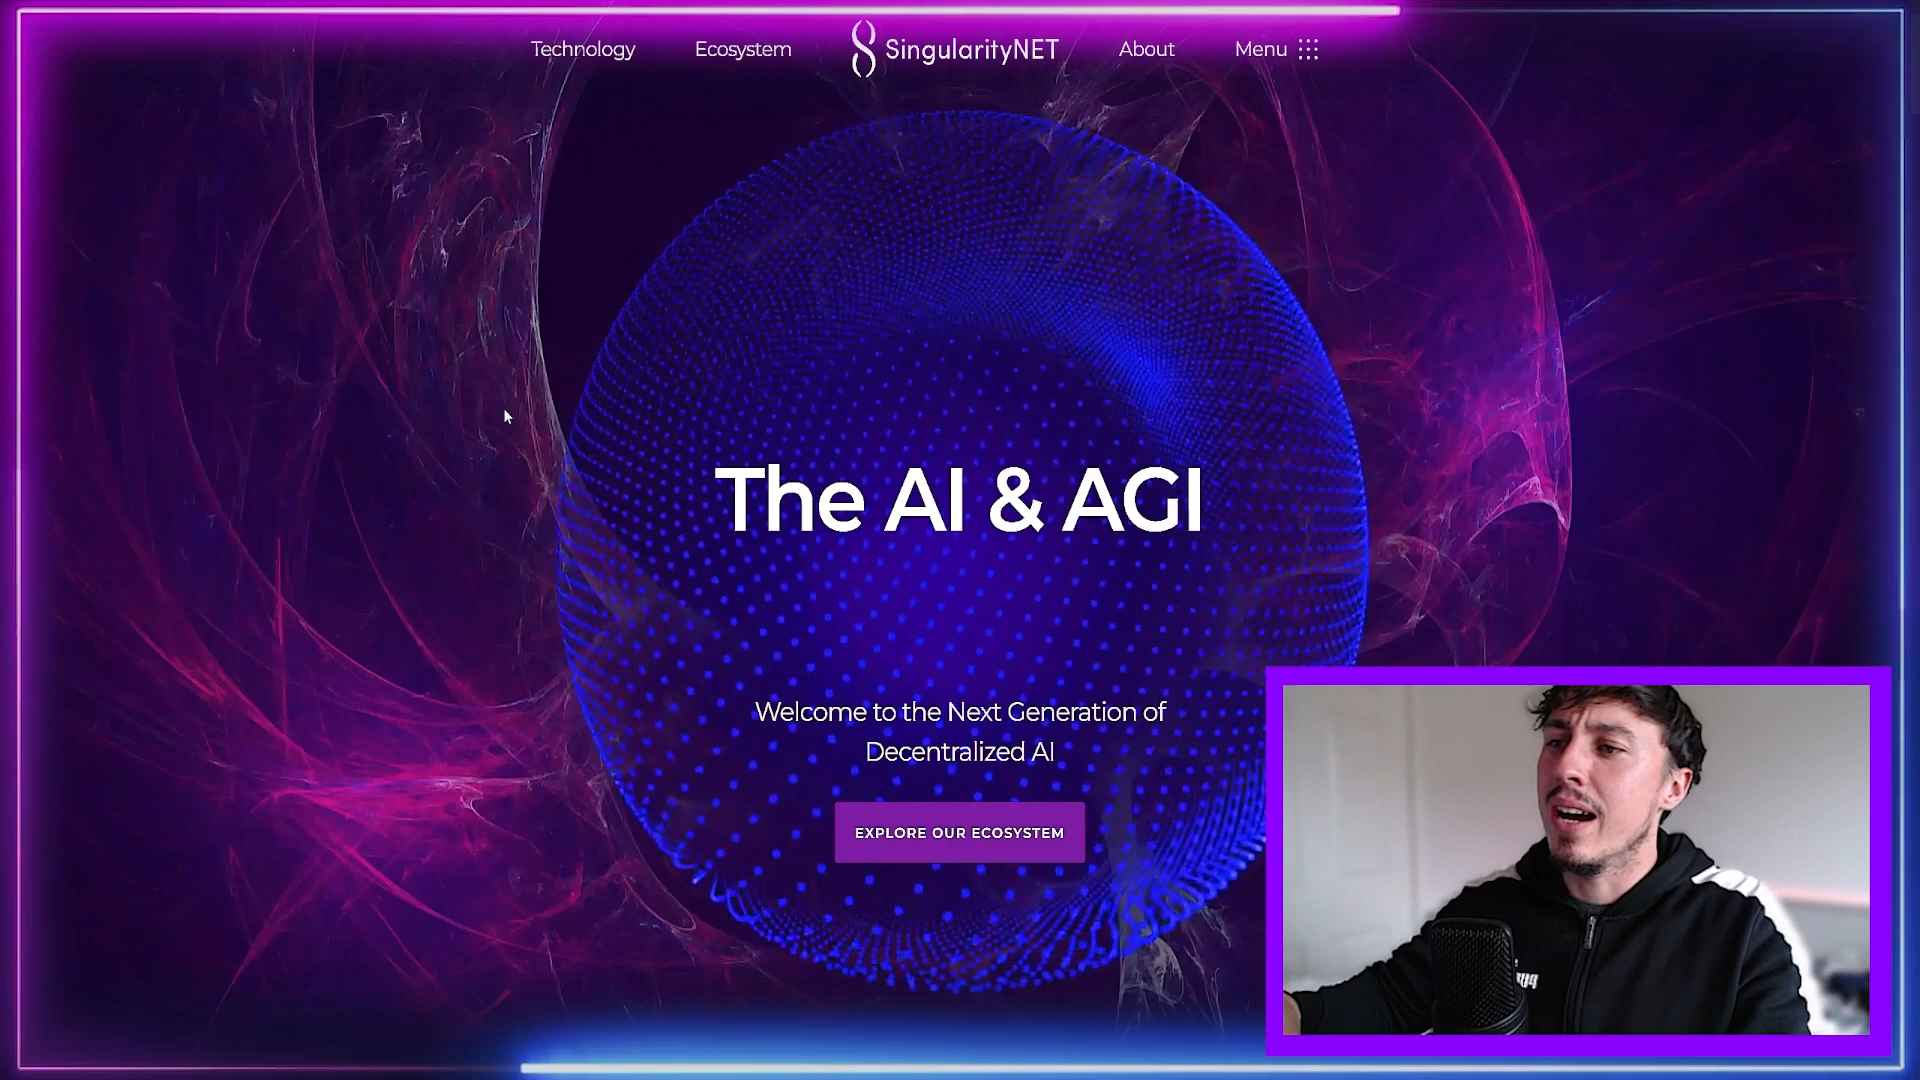 Technology
Ecosystem
SingularityNET
About
Menu
The AI & AGI
Welcome to the Next Generation of
Decentralized AI
EXPLORE OUR ECOSYSTEM